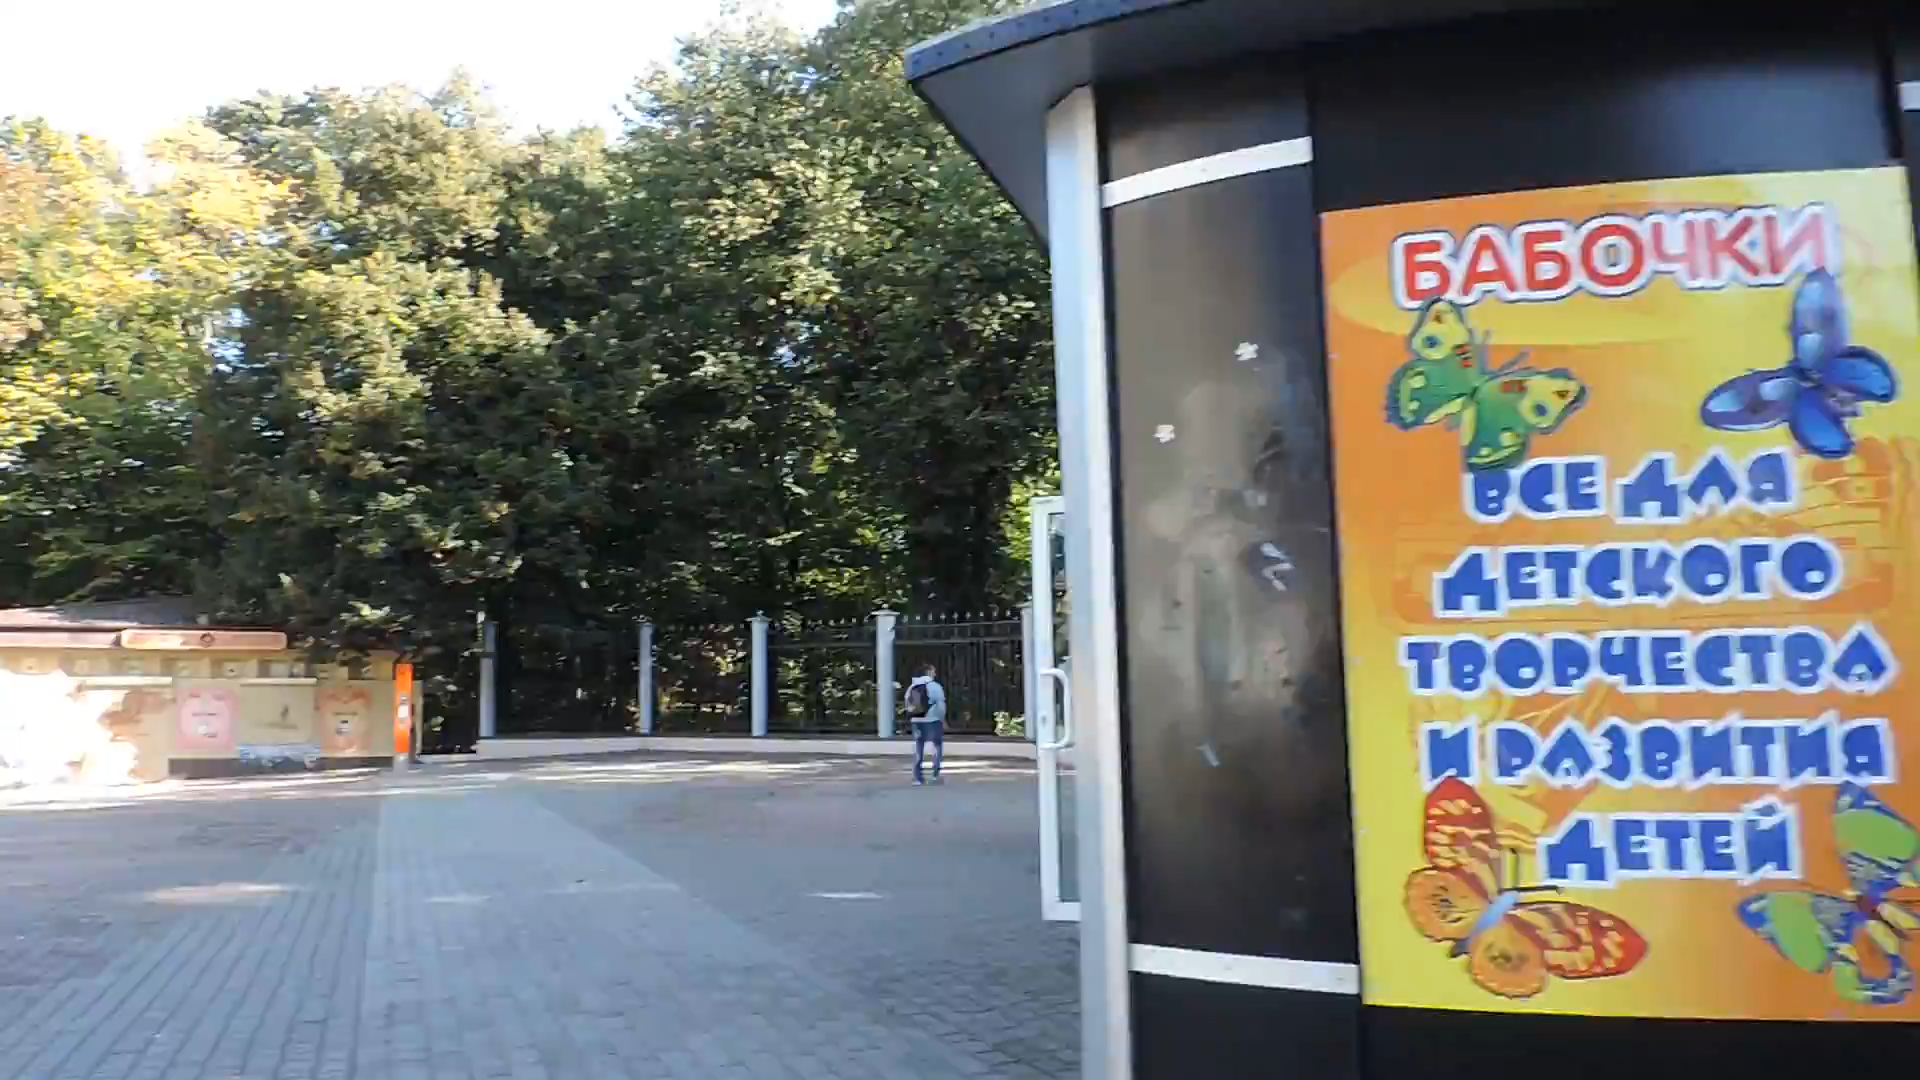 БАБОЧКИ
ВСЕ ДЛЯ
ДЕТСКОГО
ТВОРЧЕСТВА
И РАЗВИТИЯ
ДЕТЕЙ